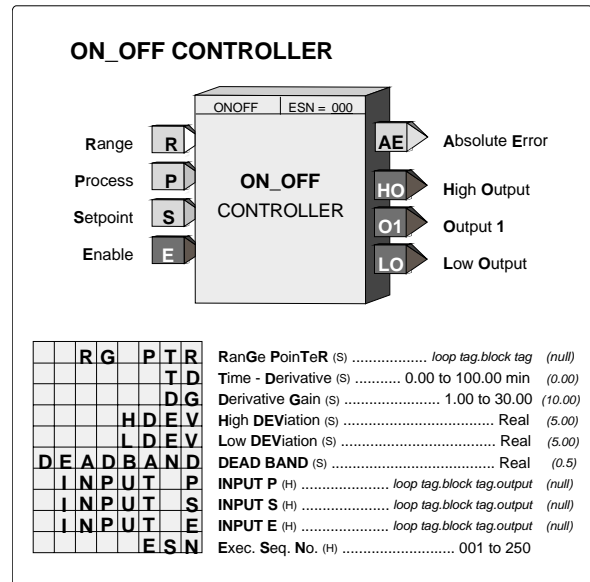 ON_OFF CONTROLLER
ONOFF ESN = 000
Range R
Process P
Setpoint S
Enable E
ON_OFF
CONTROLLER
AE Absolute Error
HO High Output
O1 Output 1
LO Low Output
RG PTR RanGe PoinTeR (S) .................. loop tag.block tag (null)
TD Time - Derivative (S) ........... 0.00 to 100.00 min (0.00)
DG Derivative Gain (S) ................... 1.00 to 30.00 (10.00)
HDEV High DEViation (S) ................................... Real (5.00)
LDEV Low DEViation (S) .................................... Real (5.00)
DEADBAND DEAD BAND (S) ........................................ Real (0.5)
INPUT P INPUT P (H) ................... loop tag.block tag.output (null)
INPUT S INPUT S (H) ................... loop tag.block tag.output (null)
INPUT E INPUT E (H) ................... loop tag.block tag.output (null)
ESN Exec. Seq. No. (H) ........................... 001 to 250